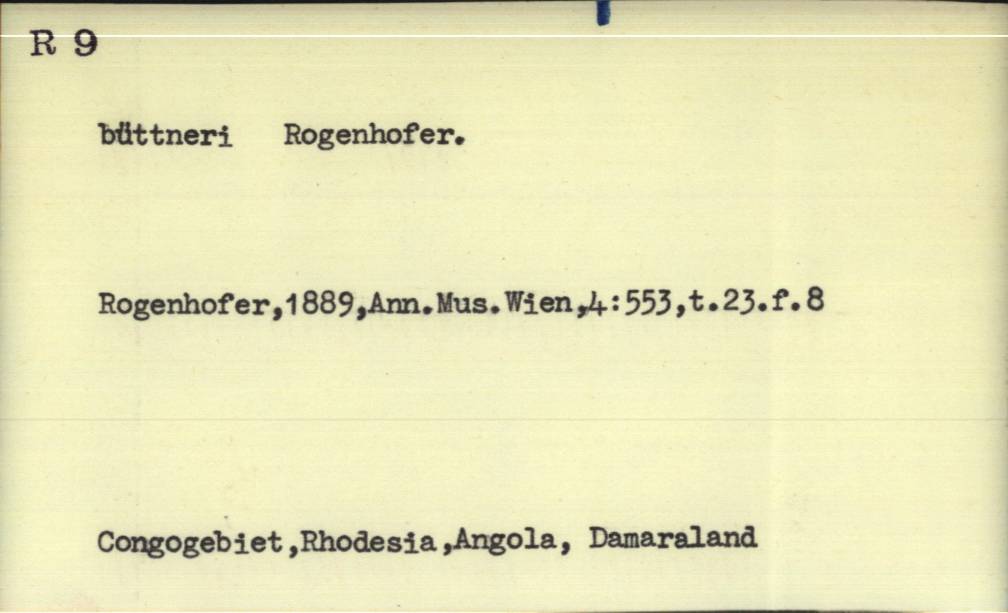 R 9
büttneri Rogenhofer.
Rogenhofer,1889,Ann.Mus.Wien,4:553,t.23.f.8
Congogebiet,Rhodesia,Angola, Damaraland